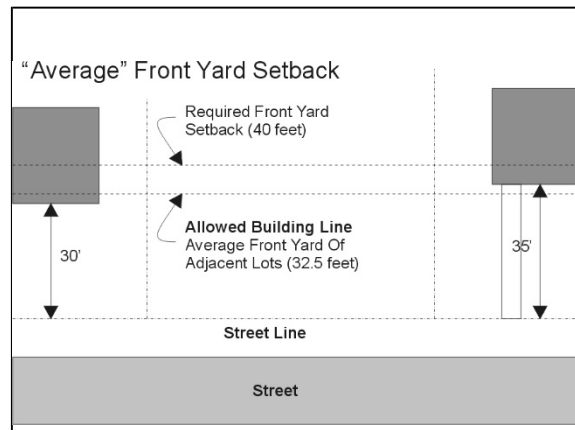 “Average” Front Yard Setback
Required Front Yard
Setback (40 feet)
Allowed Building Line
Average Front Yard Of
Adjacent Lots (32.5 feet)
30’
35’
Street Line
Street